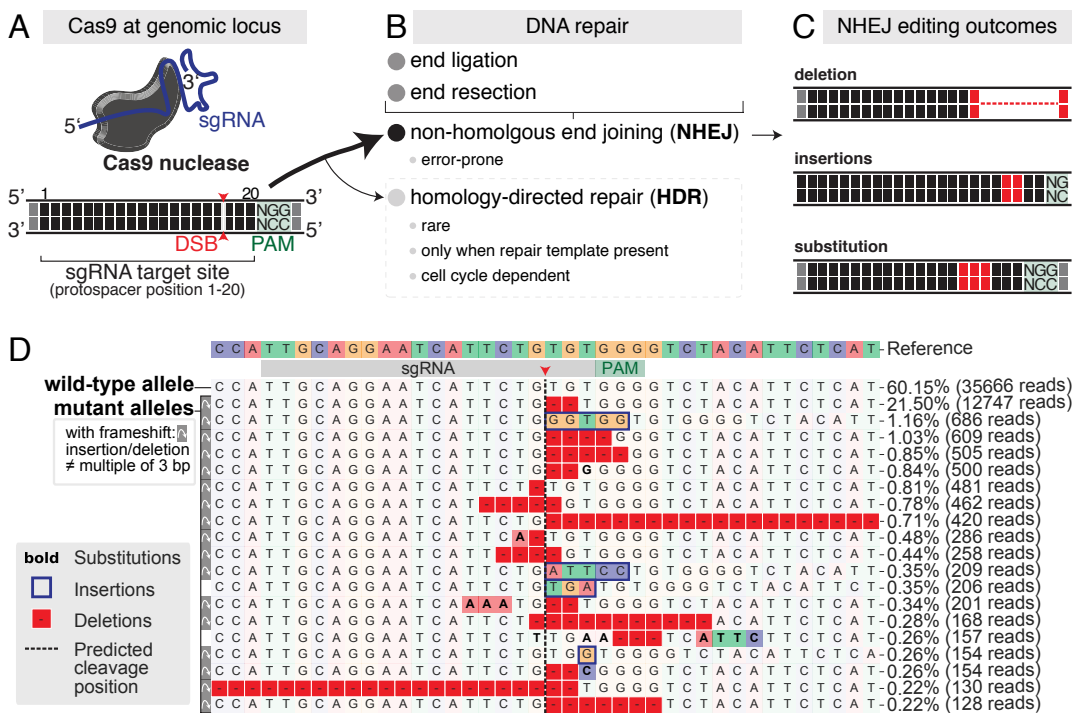 A Cas9 at genomic locus
3‘
5‘
sgRNA
Cas9 nuclease
5’ 1 20 3’
NGG
NCC
3’ DSB PAM 5’
sgRNA target site
(protospacer position 1-20)
B DNA repair
end ligation
end resection
non-homolgous end joining (NHEJ)
error-prone
homology-directed repair (HDR)
rare
only when repair template present
cell cycle dependent
C NHEJ editing outcomes
deletion
insertions
NG
NC
substitution
NGG
NCC
D
C C A T T G C A G G A A T C A T T C T G T G T G G G G T C T A C A T T C T C A T Reference
sgRNA PAM
wild-type allele C C A T T G C A G G A A T C A T T C T G T G T G G G G T C T A C A T T C T C A T 60.15% (35666 reads)
mutant alleles C C A T T G C A G G A A T C A T T C T G - - T G G G G T C T A C A T T C T C A T 21.50% (12747 reads)
C C A T T G C A G G A A T C A T T C T G G G T G G T G T G G G G T C T A C A T T 1.16% (686 reads)
C C A T T G C A G G A A T C A T T C T G - - - - G G G T C T A C A T T C T C A T 1.03% (609 reads)
C C A T T G C A G G A A T C A T T C T G - - - - - G G T C T A C A T T C T C A T 0.85% (505 reads)
C C A T T G C A G G A A T C A T T C T G - - G G G G G T C T A C A T T C T C A T 0.84% (500 reads)
C C A T T G C A G G A A T C A T T C T - T G T G G G G T C T A C A T T C T C A T 0.81% (481 reads)
C C A T T G C A G G A A T C A T - - - - - G T G G G G T C T A C A T T C T C A T 0.78% (462 reads)
C C A T T G C A G G A A T C A T T C T G - - - - - - - - - - - - - - - - - - - - 0.71% (420 reads)
C C A T T G C A G G A A T C A T T C A - T G T G G G G T C T A C A T T C T C A T 0.48% (286 reads)
C C A T T G C A G G A A T C A T T - - - - G T G G G G T C T A C A T T C T C A T 0.44% (258 reads)
C C A T T G C A G G A A T C A T T C T G A T T C C T G T G G G G T C T A C A T T 0.35% (209 reads)
C C A T T G C A G G A A T C A T T C T G T G A T G T G G G G T C T A C A T T C T 0.35% (206 reads)
C C A T T G C A G G A A T C A A A A T G - - T G G G G T C T A C A T T C T C A T 0.34% (201 reads)
C C A T T G C A G G A A T C A T T C T - - - - - - - - - - - A C A T T C T C A T 0.28% (168 reads)
C C A T T G C A G G A A T C A T T C T T T G A A - - - T C A T T C T T C T C A T 0.26% (157 reads)
C C A T T G C A G G A A T C A T T C T G T G G T G G G G T C T A C A T T C T C A 0.26% (154 reads)
C C A T T G C A G G A A T C A T T C T G - - C G G G G T C T A C A T T C T C A T 0.26% (154 reads)
- - - - - - - - - - - - - - - - - - - - - - T G G G G T C T A C A T T C T C A T 0.22% (130 reads)
C C A T T G C A G G A A T C A T T C T G - - - - - - - T C T A C A T T C T C A T 0.22% (128 reads)
with frameshift:
insertion/deletion
≠ multiple of 3 bp
bold Substitutions
Insertions
- Deletions
Predicted
cleavage
position